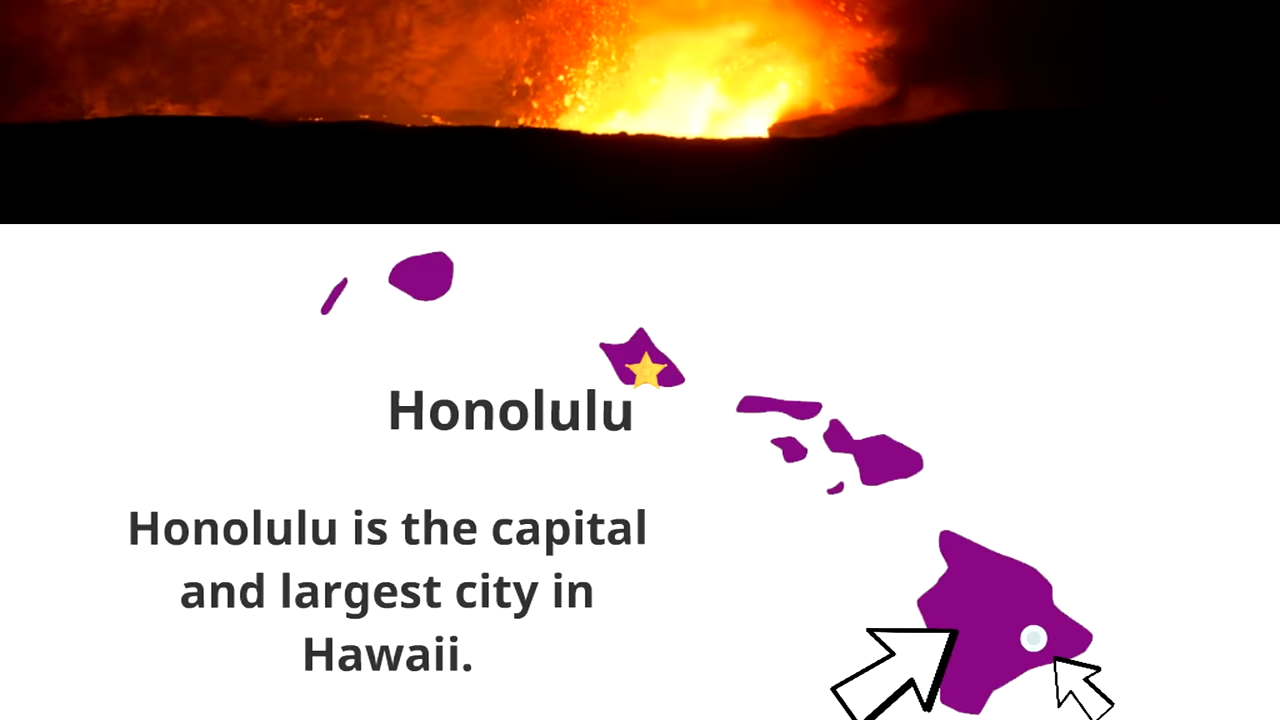 Honolulu
Honolulu is the capital
and largest city in
Hawaii.